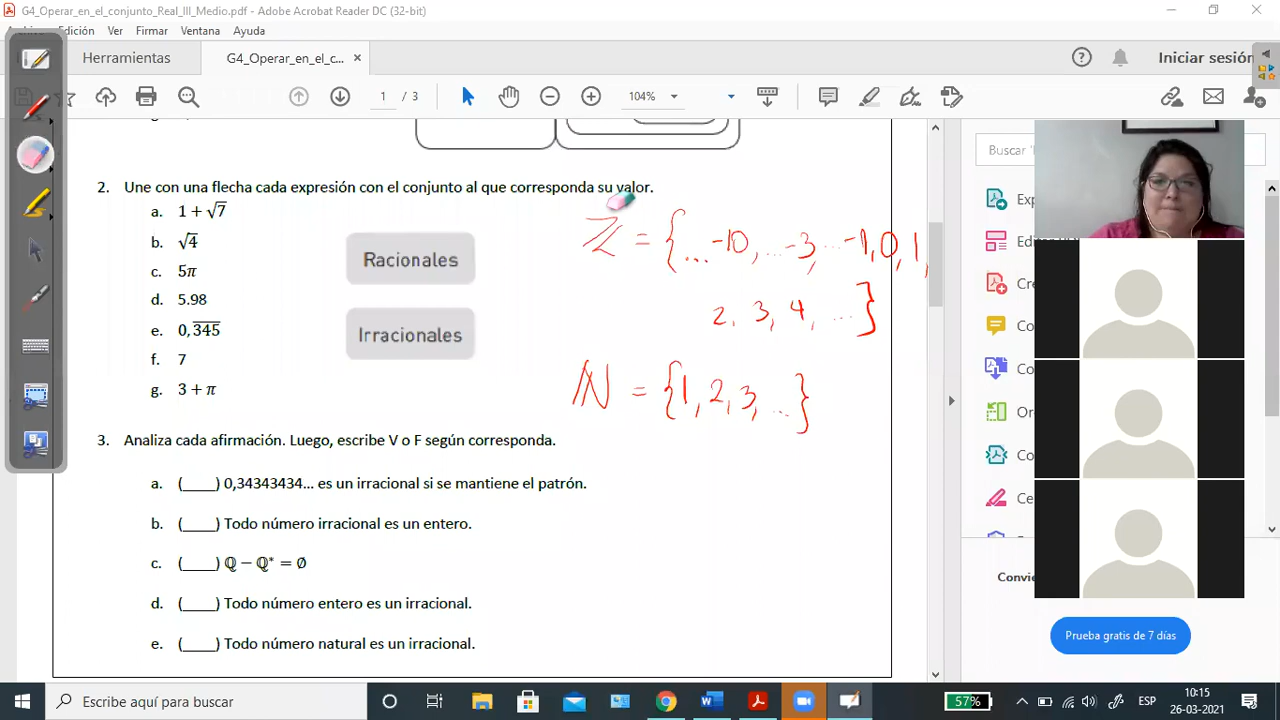 G4_Operar_en_el_conjunto_Real_III_Medio.pdf - Adobe Acrobat Reader DC (32-bit)
Edición Ver Firmar Ventana Ayuda
Herramientas
G4_Operar_en_el_c... ×
Iniciar sesión
1 / 3
104%
2. Une con una flecha cada expresión con el conjunto al que corresponda su valor.
a. 1 + √7
b. √4
c. 5π
d. 5.98
e. 0, 3̅4̅5̅
f. 7
g. 3 + π
Racionales
Irracionales
ℤ = {... -10, ... -3, ... -1, 0, 1,
2, 3, 4, ... }
ℕ = {1, 2, 3, ... }
3. Analiza cada afirmación. Luego, escribe V o F según corresponda.
a. (____) 0,34343434... es un irracional si se mantiene el patrón.
b. (____) Todo número irracional es un entero.
c. (____) ℚ − ℚ* = ∅
d. (____) Todo número entero es un irracional.
e. (____) Todo número natural es un irracional.
Buscar
Prueba gratis de 7 días
Escribe aquí para buscar
57%
ESP
10:15
26-03-2021